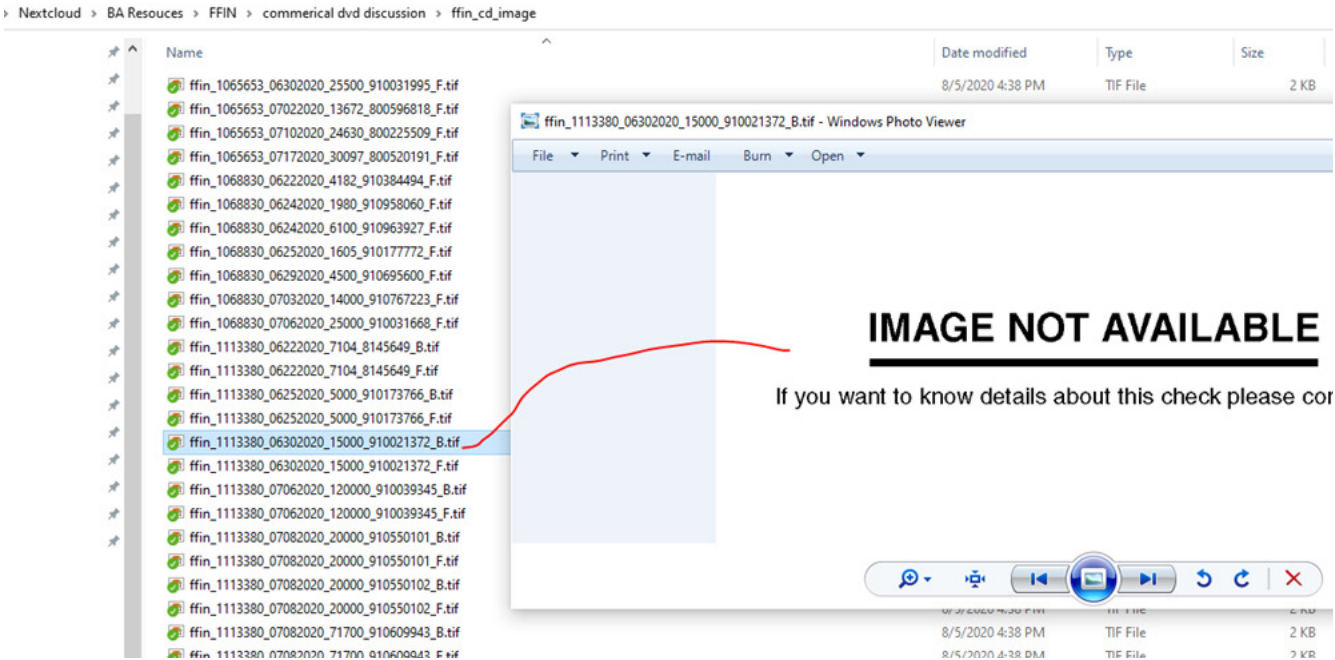 Nextcloud > BA Resouces > FFIN > commerical dvd discussion > ffin_cd_image
Name Date modified Type Size
ffin_1065653_06302020_25500_910031995_F.tif 8/5/2020 4:38 PM TIF File 2 KB
ffin_1065653_07022020_13672_800596818_F.tif
ffin_1065653_07102020_24630_800225509_F.tif
ffin_1065653_07172020_30097_800520191_F.tif
ffin_1068830_06222020_4182_910384494_F.tif
ffin_1068830_06242020_1980_910958060_F.tif
ffin_1068830_06242020_6100_910963927_F.tif
ffin_1068830_06252020_1605_910177772_F.tif
ffin_1068830_06292020_4500_910695600_F.tif
ffin_1068830_07032020_14000_910767223_F.tif
ffin_1068830_07062020_25000_910031668_F.tif
ffin_1113380_06222020_7104_8145649_B.tif
ffin_1113380_06222020_7104_8145649_F.tif
ffin_1113380_06252020_5000_910173766_B.tif
ffin_1113380_06252020_5000_910173766_F.tif
ffin_1113380_06302020_15000_910021372_B.tif
ffin_1113380_06302020_15000_910021372_F.tif
ffin_1113380_07062020_120000_910039345_B.tif
ffin_1113380_07062020_120000_910039345_F.tif
ffin_1113380_07082020_20000_910550101_B.tif
ffin_1113380_07082020_20000_910550101_F.tif
ffin_1113380_07082020_20000_910550102_B.tif
ffin_1113380_07082020_20000_910550102_F.tif
ffin_1113380_07082020_71700_910609943_B.tif 8/5/2020 4:38 PM TIF File 2 KB
ffin_1113380_07082020_71700_910609943_F.tif 8/5/2020 4:38 PM TIF File 2 KB
ffin_1113380_06302020_15000_910021372_B.tif - Windows Photo Viewer
File Print E-mail Burn Open
IMAGE NOT AVAILABLE
If you want to know details about this check please